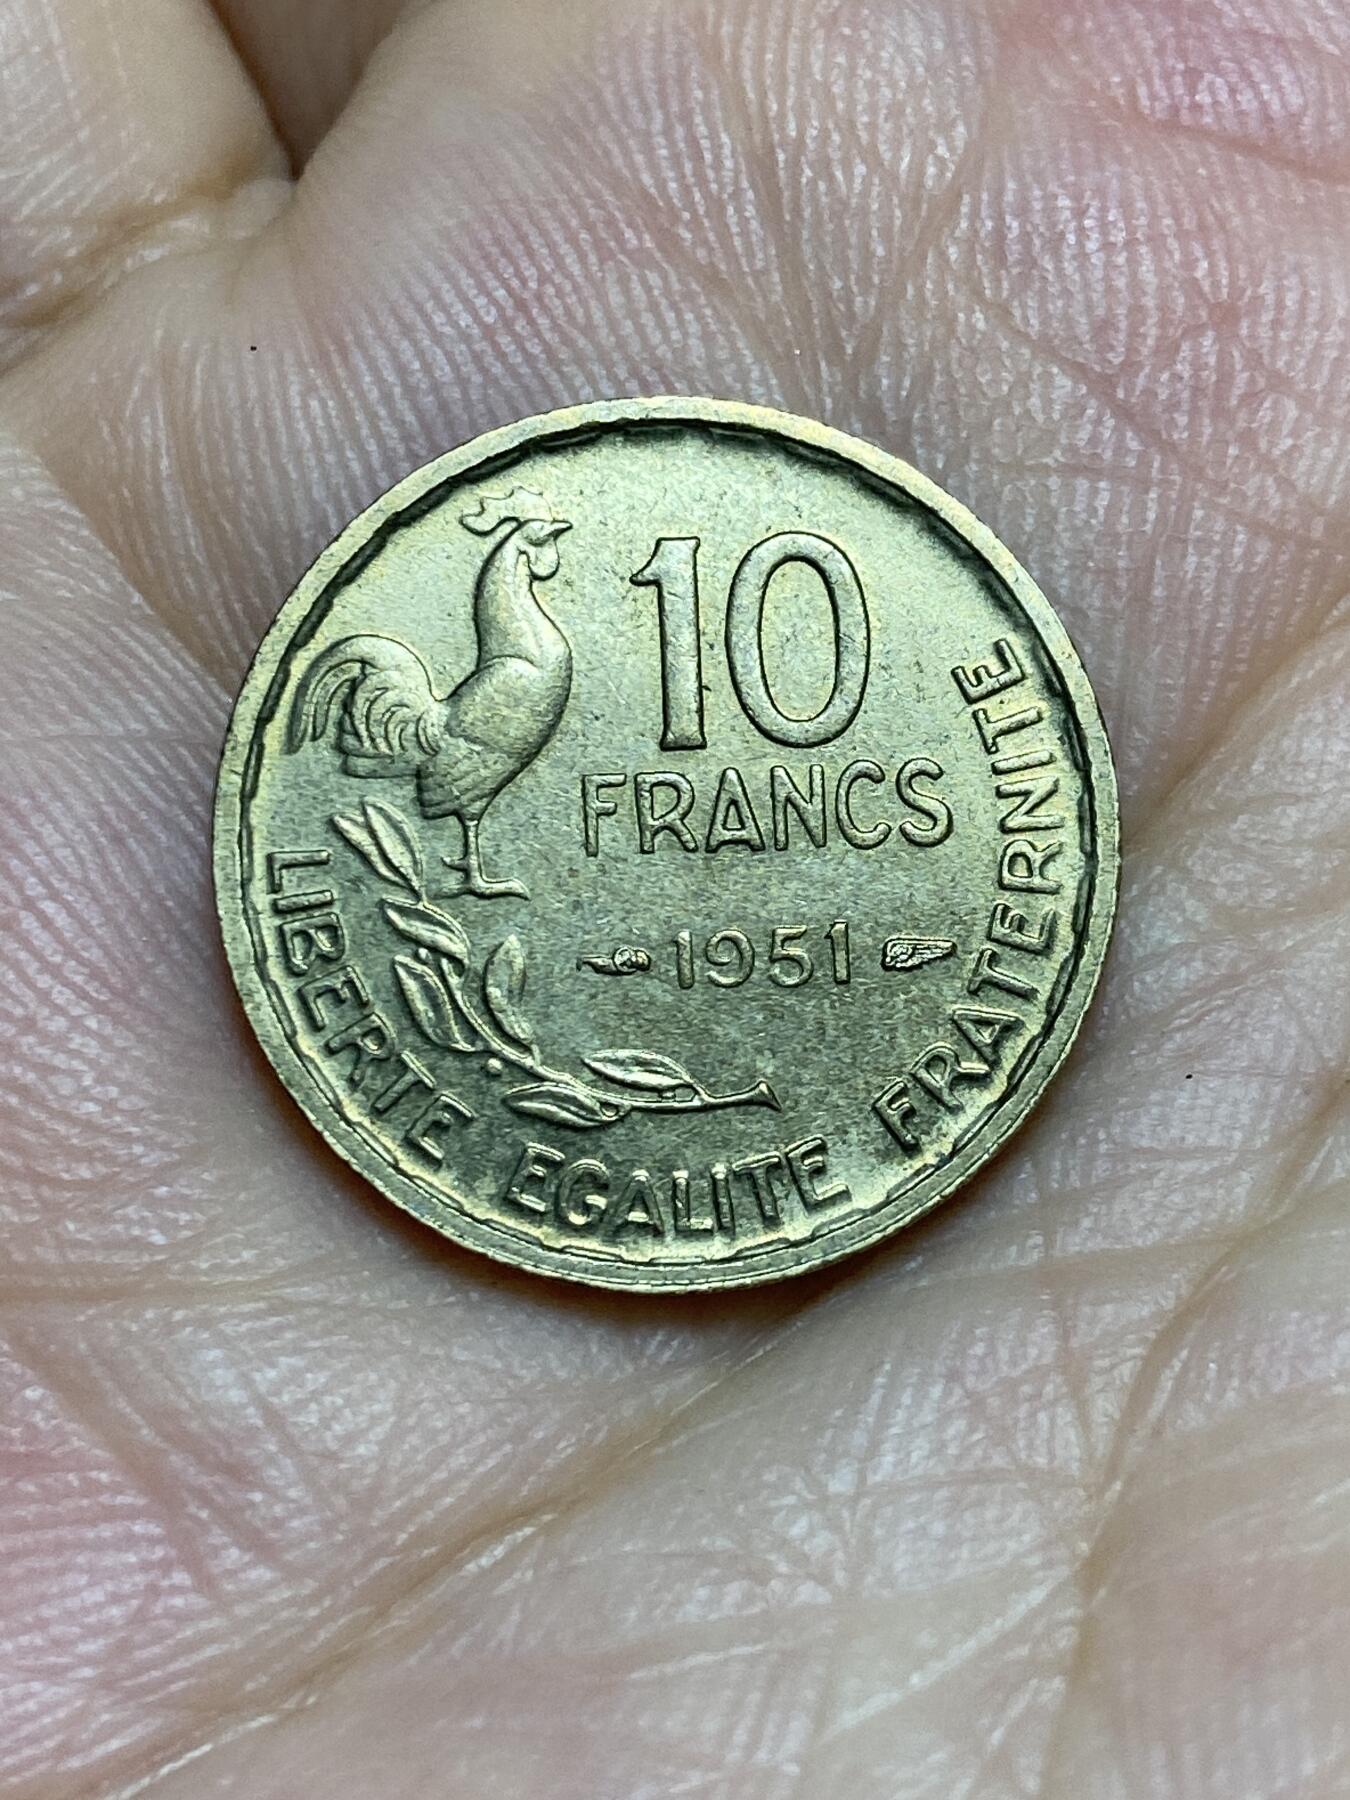 10
FRANCS
1951
LIBERTE EGALITE FRATERNITE